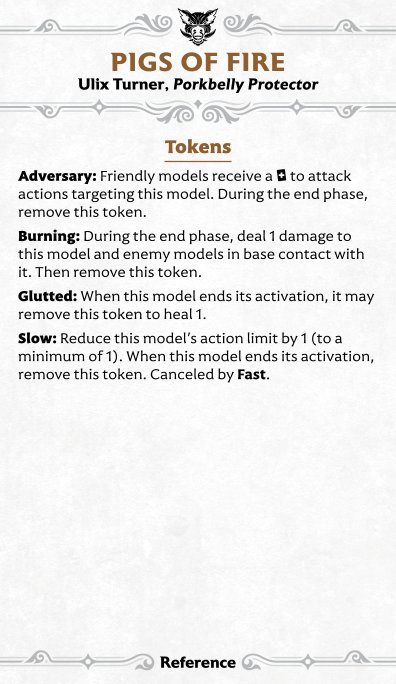 PIGS OF FIRE
Ulix Turner, Porkbelly Protector
Tokens
Adversary: Friendly models receive a to attack
actions targeting this model. During the end phase,
remove this token.
Burning: During the end phase, deal 1 damage to
this model and enemy models in base contact with
it. Then remove this token.
Glutted: When this model ends its activation, it may
remove this token to heal 1.
Slow: Reduce this model’s action limit by 1 (to a
minimum of 1). When this model ends its activation,
remove this token. Canceled by Fast.
Reference